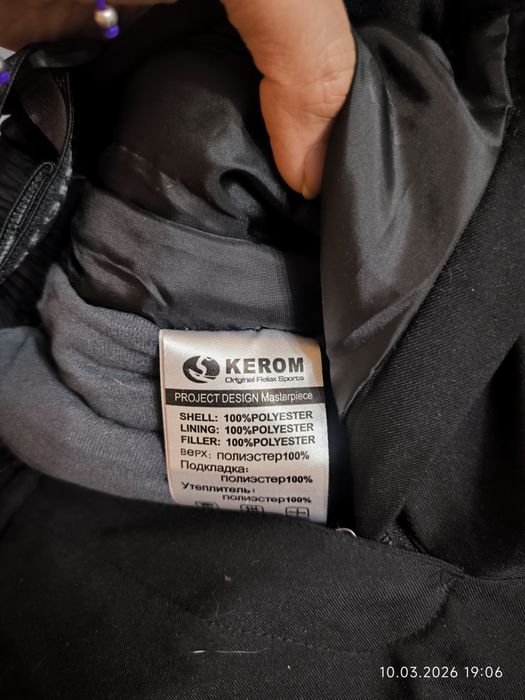 KEROM
Original Relax Sports
PROJECT DESIGN Masterpiece
SHELL: 100%POLYESTER
LINING: 100%POLYESTER
FILLER: 100%POLYESTER
верх: полиэстер100%
Подкладка:
полиэстер100%
Утеплитель:
полиэстер100%
10.03.2026 19:06